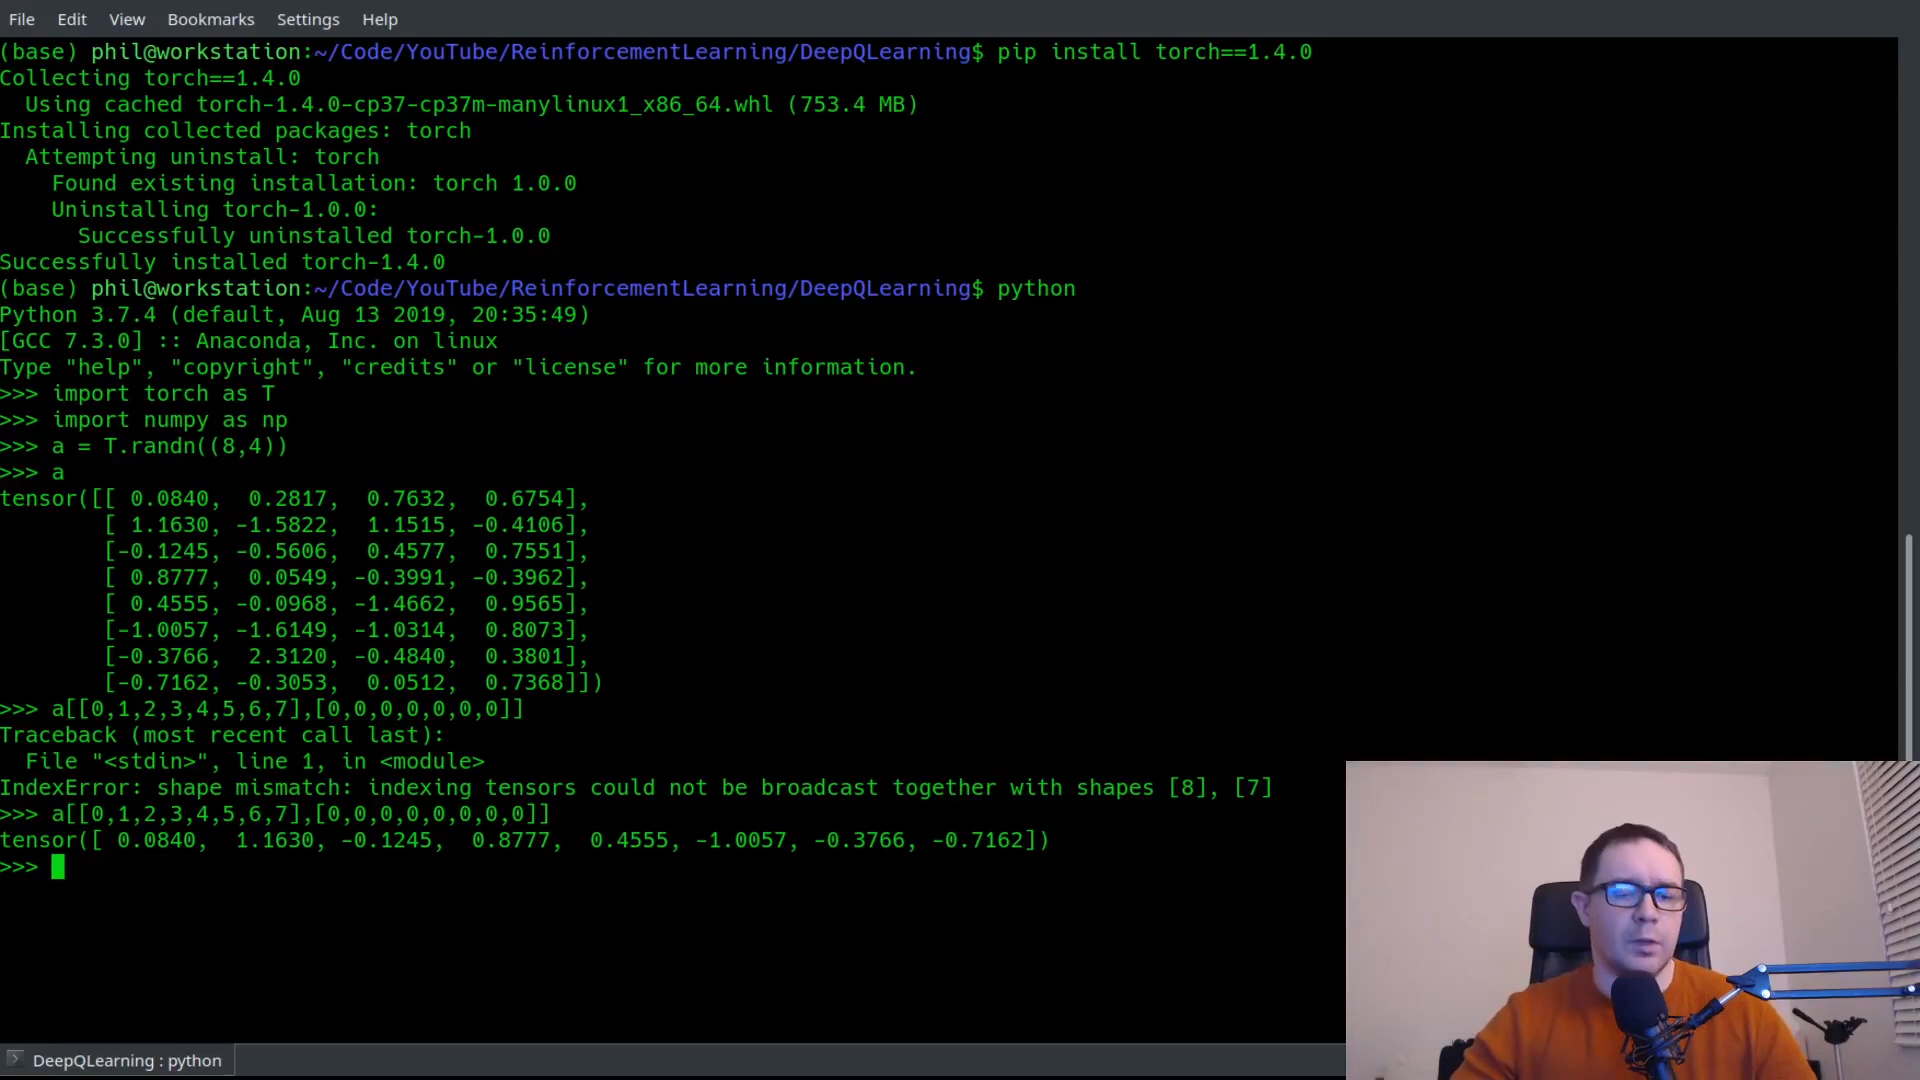 File Edit View Bookmarks Settings Help
(base) phil@workstation:~/Code/YouTube/ReinforcementLearning/DeepQLearning$ pip install torch==1.4.0
Collecting torch==1.4.0
  Using cached torch-1.4.0-cp37-cp37m-manylinux1_x86_64.whl (753.4 MB)
Installing collected packages: torch
  Attempting uninstall: torch
    Found existing installation: torch 1.0.0
    Uninstalling torch-1.0.0:
      Successfully uninstalled torch-1.0.0
Successfully installed torch-1.4.0
(base) phil@workstation:~/Code/YouTube/ReinforcementLearning/DeepQLearning$ python
Python 3.7.4 (default, Aug 13 2019, 20:35:49)
[GCC 7.3.0] :: Anaconda, Inc. on linux
Type "help", "copyright", "credits" or "license" for more information.
>>> import torch as T
>>> import numpy as np
>>> a = T.randn((8,4))
>>> a
tensor([[ 0.0840,  0.2817,  0.7632,  0.6754],
        [ 1.1630, -1.5822,  1.1515, -0.4106],
        [-0.1245, -0.5606,  0.4577,  0.7551],
        [ 0.8777,  0.0549, -0.3991, -0.3962],
        [ 0.4555, -0.0968, -1.4662,  0.9565],
        [-1.0057, -1.6149, -1.0314,  0.8073],
        [-0.3766,  2.3120, -0.4840,  0.3801],
        [-0.7162, -0.3053,  0.0512,  0.7368]])
>>> a[[0,1,2,3,4,5,6,7],[0,0,0,0,0,0,0]]
Traceback (most recent call last):
  File "<stdin>", line 1, in <module>
IndexError: shape mismatch: indexing tensors could not be broadcast together with shapes [8], [7]
>>> a[[0,1,2,3,4,5,6,7],[0,0,0,0,0,0,0,0]]
tensor([ 0.0840,  1.1630, -0.1245,  0.8777,  0.4555, -1.0057, -0.3766, -0.7162])
>>>
DeepQLearning : python